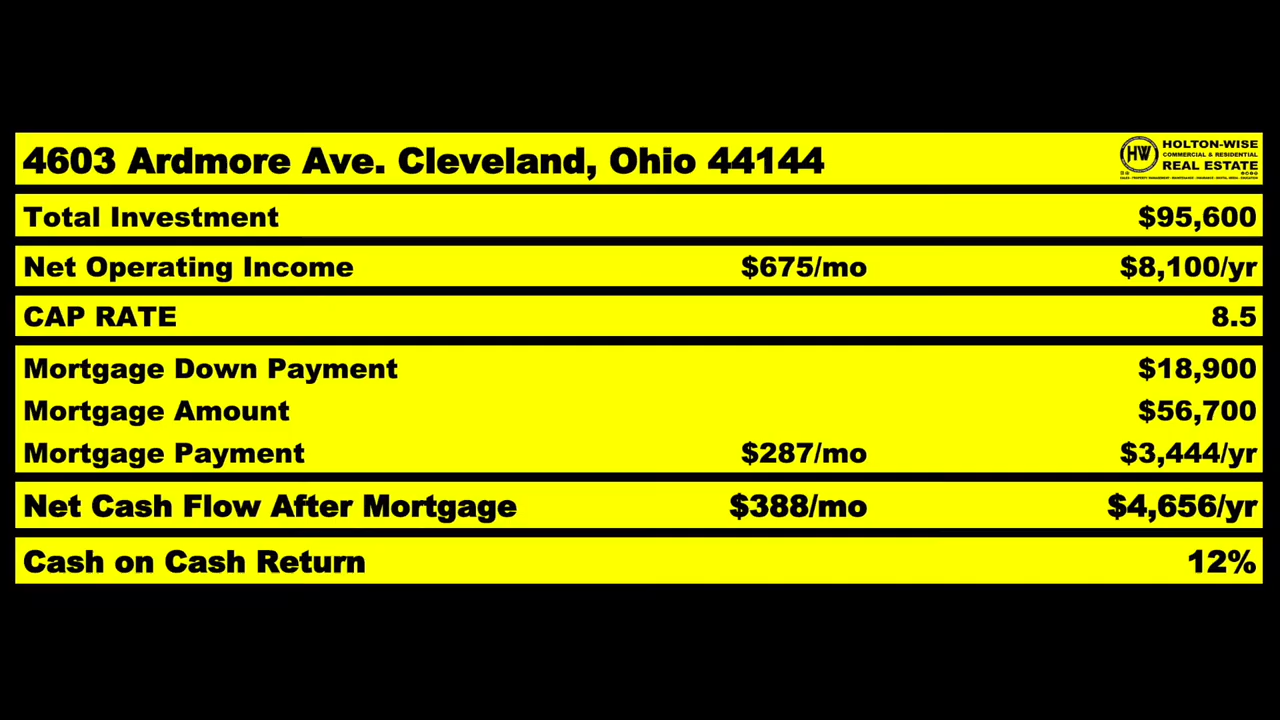 4603 Ardmore Ave. Cleveland, Ohio 44144
HW HOLTON-WISE
COMMERCIAL & RESIDENTIAL
REAL ESTATE
Total Investment $95,600
Net Operating Income $675/mo $8,100/yr
CAP RATE 8.5
Mortgage Down Payment $18,900
Mortgage Amount $56,700
Mortgage Payment $287/mo $3,444/yr
Net Cash Flow After Mortgage $388/mo $4,656/yr
Cash on Cash Return 12%